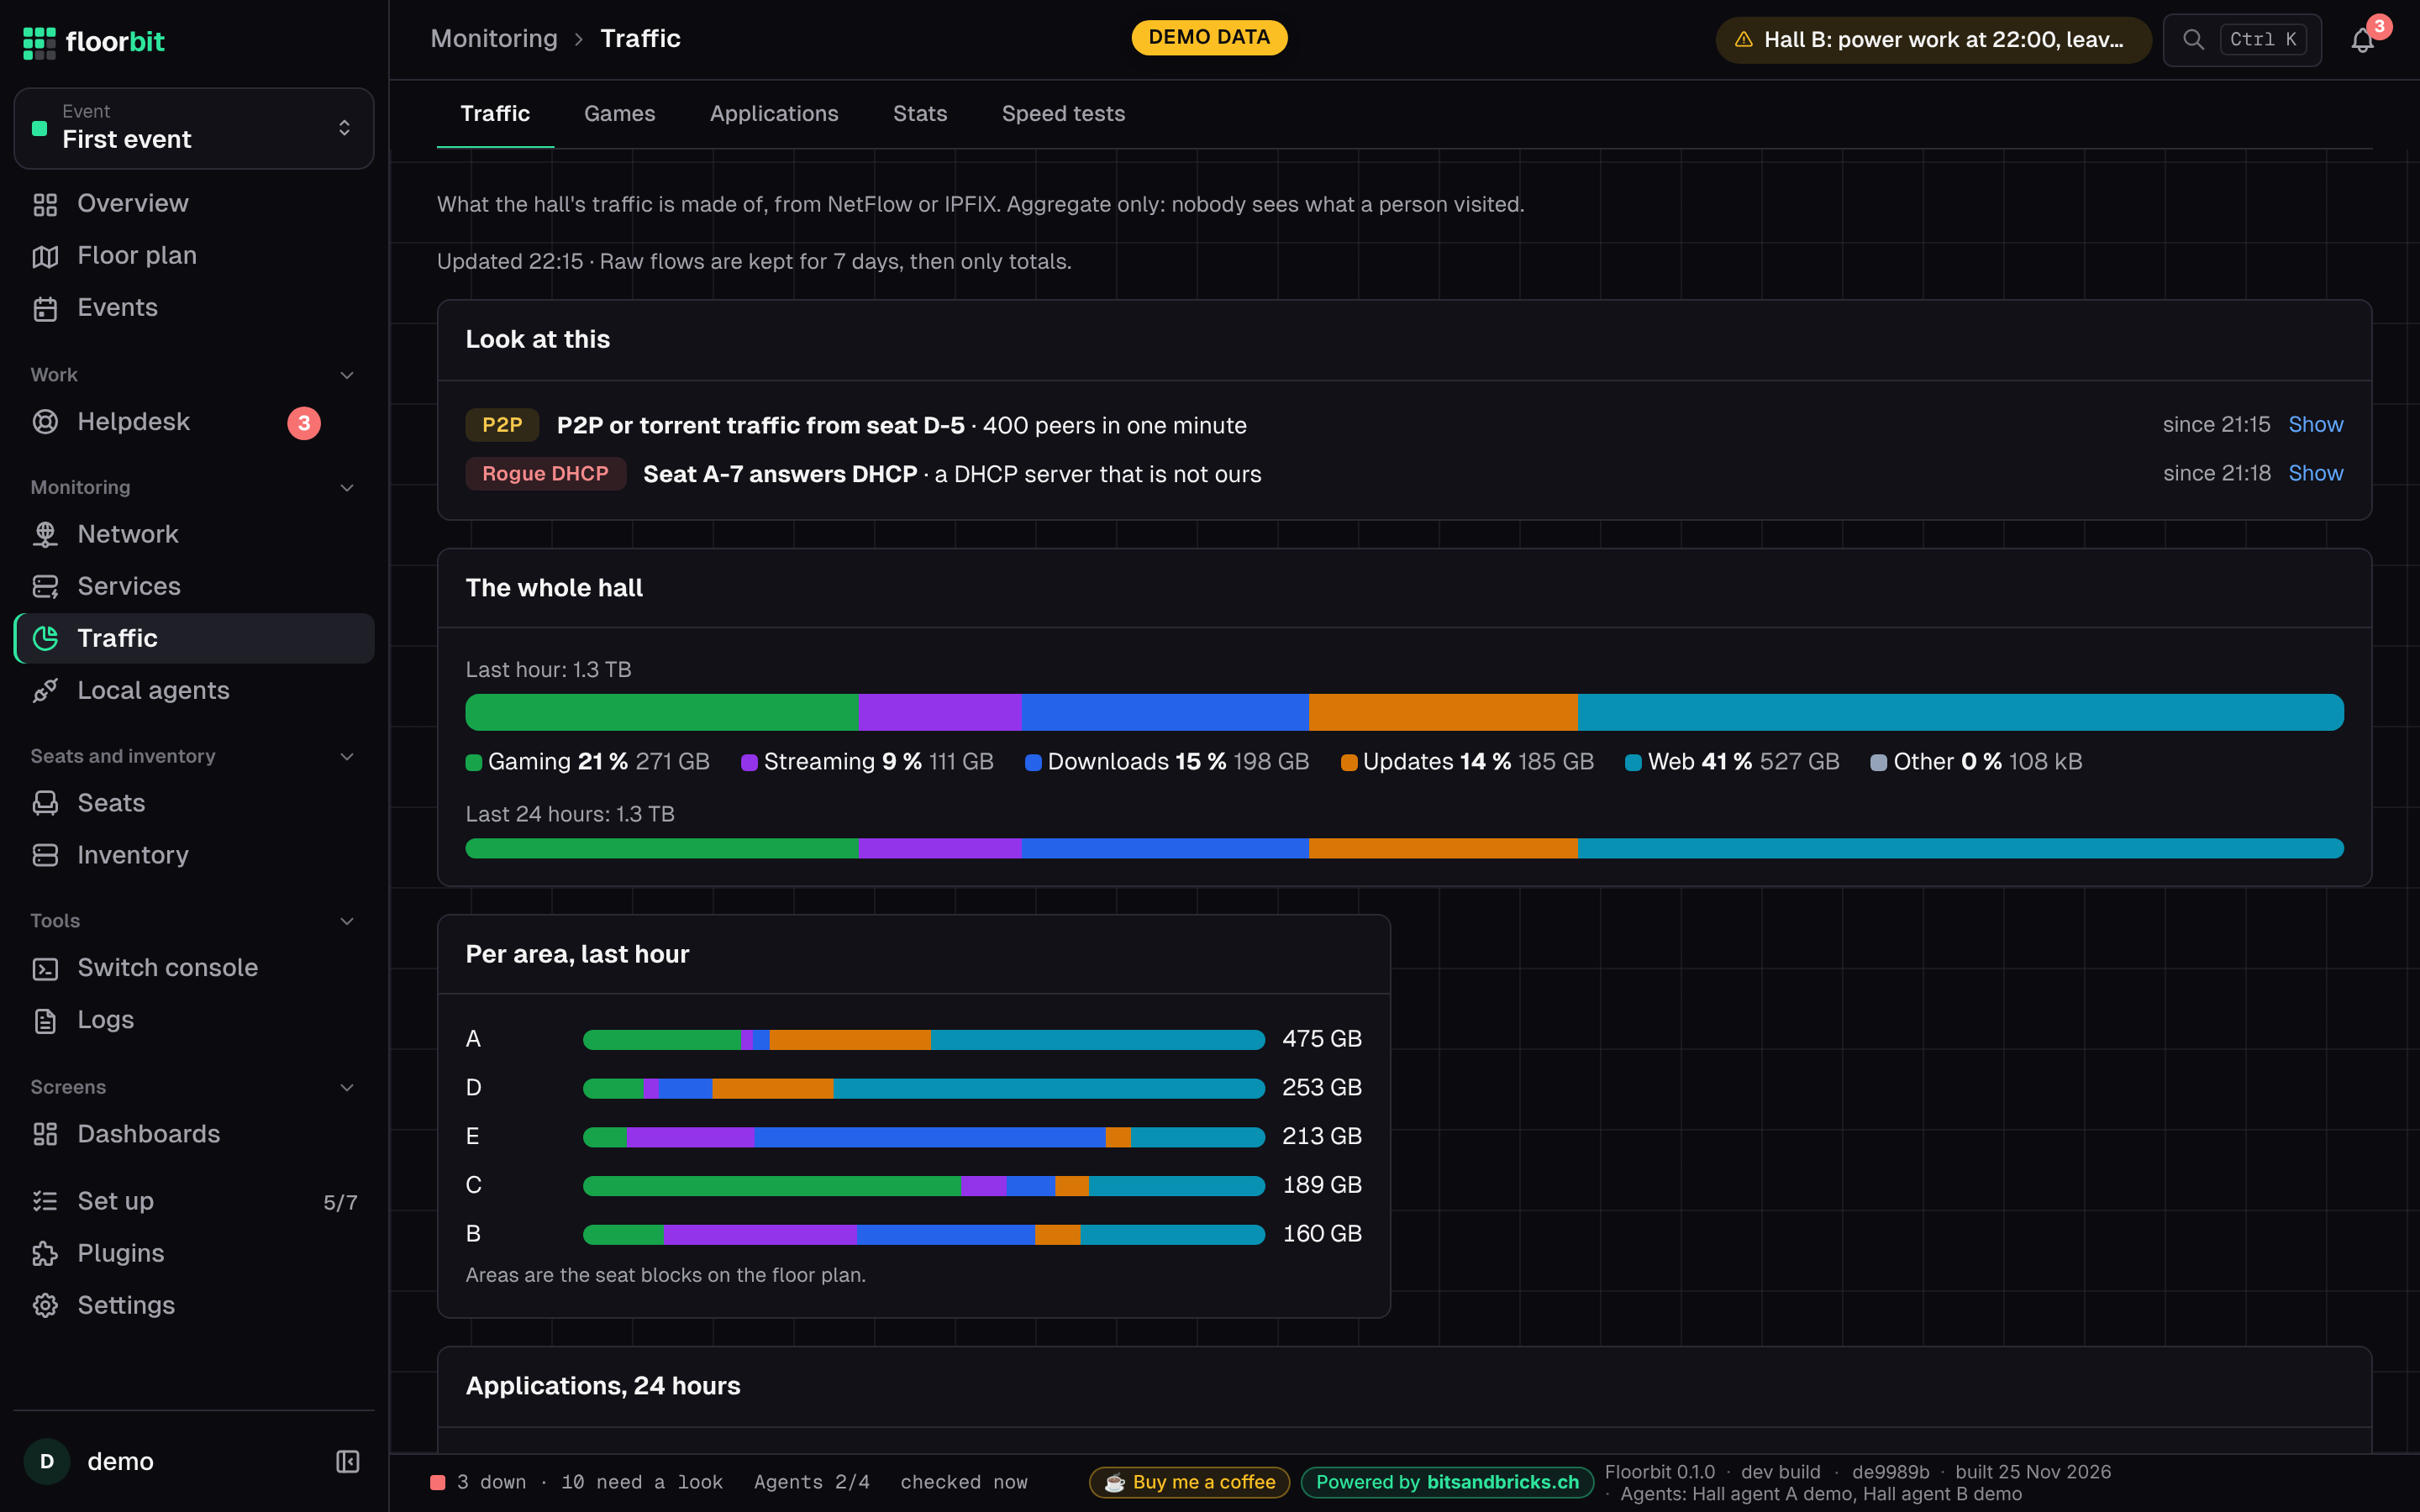 floorbit
Event
First event
Overview
Floor plan
Events
Work
Helpdesk 3
Monitoring
Network
Services
Traffic
Local agents
Seats and inventory
Seats
Inventory
Tools
Switch console
Logs
Screens
Dashboards
Set up 5/7
Plugins
Settings
D demo
Monitoring > Traffic
DEMO DATA
Hall B: power work at 22:00, leav...
Ctrl K
3
Traffic Games Applications Stats Speed tests
What the hall's traffic is made of, from NetFlow or IPFIX. Aggregate only: nobody sees what a person visited.
Updated 22:15 · Raw flows are kept for 7 days, then only totals.
Look at this
P2P P2P or torrent traffic from seat D-5 · 400 peers in one minute since 21:15 Show
Rogue DHCP Seat A-7 answers DHCP · a DHCP server that is not ours since 21:18 Show
The whole hall
Last hour: 1.3 TB
Gaming 21 % 271 GB Streaming 9 % 111 GB Downloads 15 % 198 GB Updates 14 % 185 GB Web 41 % 527 GB Other 0 % 108 kB
Last 24 hours: 1.3 TB
Per area, last hour
A 475 GB
D 253 GB
E 213 GB
C 189 GB
B 160 GB
Areas are the seat blocks on the floor plan.
Applications, 24 hours
3 down · 10 need a look Agents 2/4 checked now
Buy me a coffee
Powered by bitsandbricks.ch
Floorbit 0.1.0 · dev build · de9989b · built 25 Nov 2026
· Agents: Hall agent A demo, Hall agent B demo